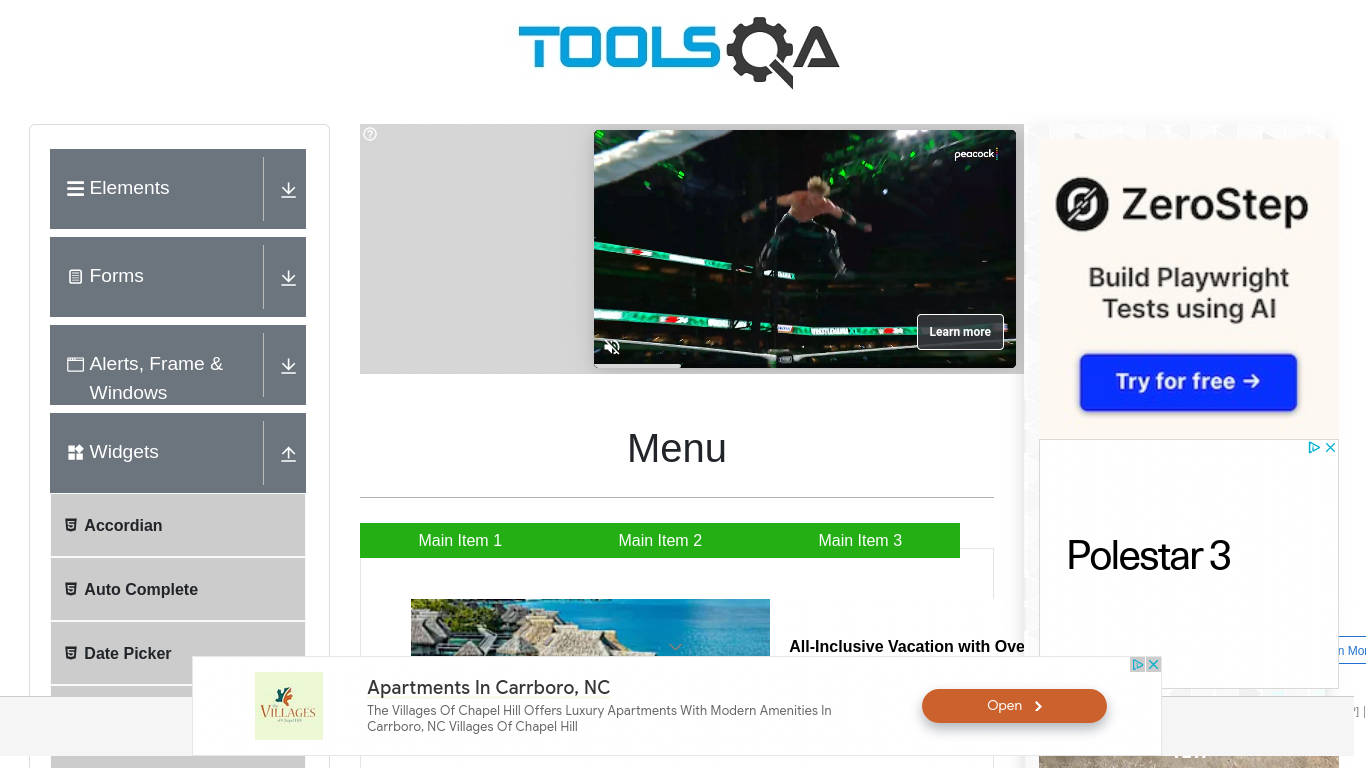 TOOLSQA
Elements
Forms
Alerts, Frame &
Windows
Widgets
Accordian
Auto Complete
Date Picker
peacock
Learn more
Menu
Main Item 1
Main Item 2
Main Item 3
All-Inclusive Vacation with Ove
ZeroStep
Build Playwright
Tests using AI
Try for free →
Polestar 3
n Mor
Apartments In Carrboro, NC
The Villages Of Chapel Hill Offers Luxury Apartments With Modern Amenities In
Carrboro, NC Villages Of Chapel Hill
Open
VILLAGES